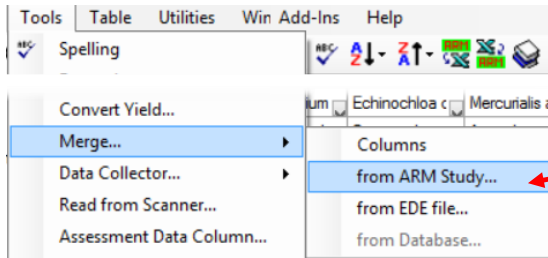 Tools Table Utilities Win Add-Ins Help
Spelling
Convert Yield...
Echinochloa c Mercurialis a
Merge...
Columns
Data Collector...
from ARM Study...
Read from Scanner...
from EDE file...
Assessment Data Column...
from Database...